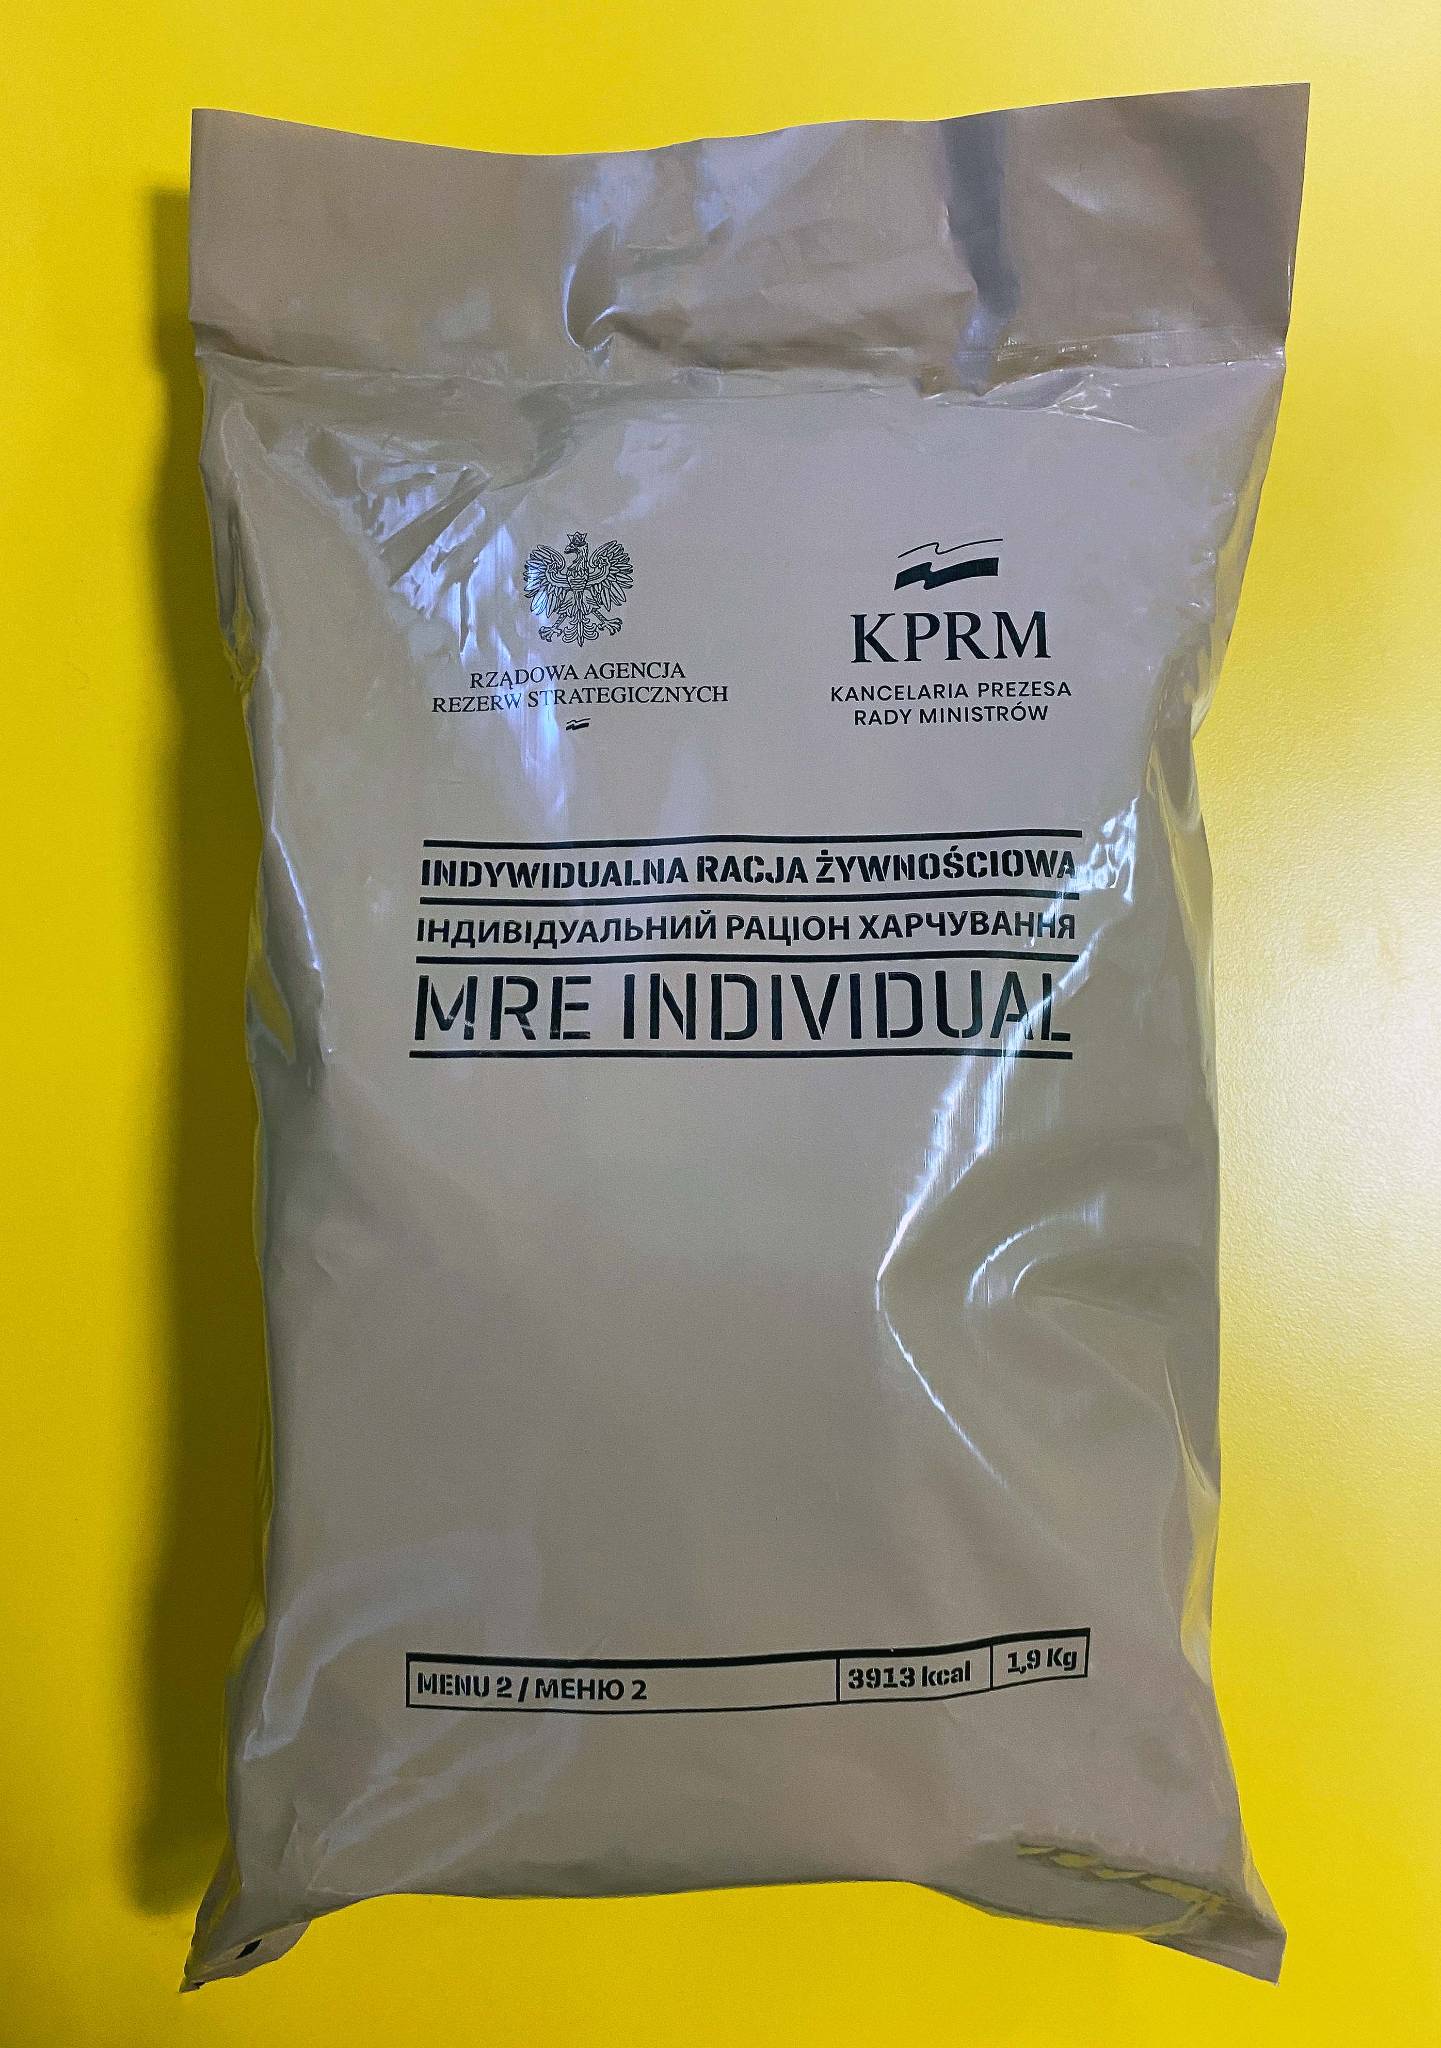 RZĄDOWA AGENCJA
REZERW STRATEGICZNYCH
KPRM
KANCELARIA PREZESA
RADY MINISTRÓW
INDYWIDUALNA RACJA ŻYWNOŚCIOWA
ІНДИВІДУАЛЬНИЙ РАЦІОН ХАРЧУВАННЯ
MRE INDIVIDUAL
MENU 2 / МЕНЮ 2
3913 kcal
1,9 Kg